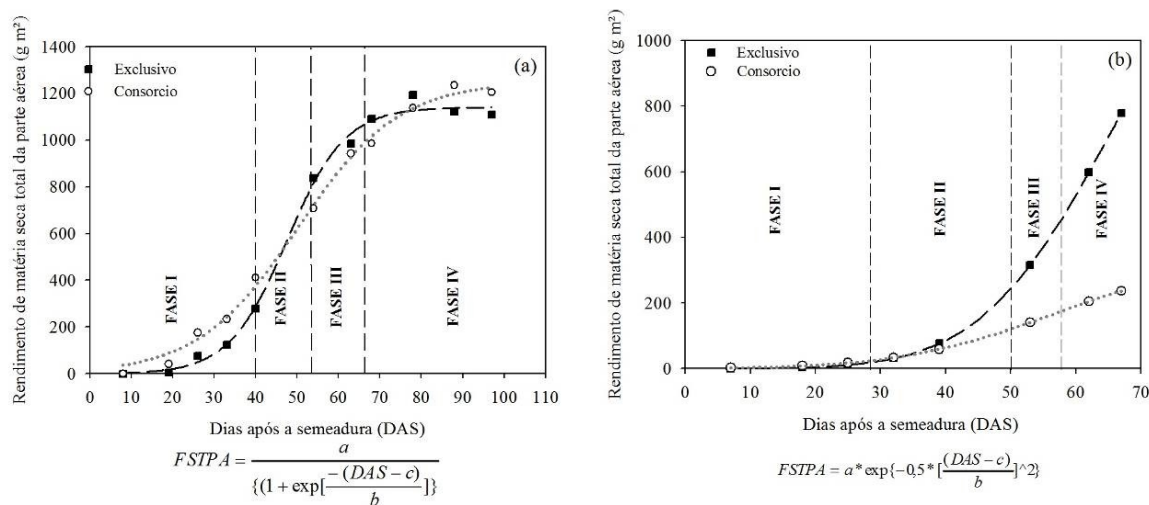 Rendimento de matéria seca total da parte aérea (g m²)
1400
1200
1000
800
600
400
200
0
Exclusivo
Consorcio
(a)
FASE I
FASE II
FASE III
FASE IV
0 10 20 30 40 50 60 70 80 90 100 110
Dias após a semeadura (DAS)
FSTPA = a / {(1 + exp[-(DAS - c) / b]}
Rendimento de matéria seca total da parte aérea (g m²)
1000
800
600
400
200
0
Exclusivo
Consorcio
(b)
FASE I
FASE II
FASE III
FASE IV
0 10 20 30 40 50 60 70
Dias após a semeadura (DAS)
FSTPA = a * exp{-0,5 * [(DAS - c) / b]^2}